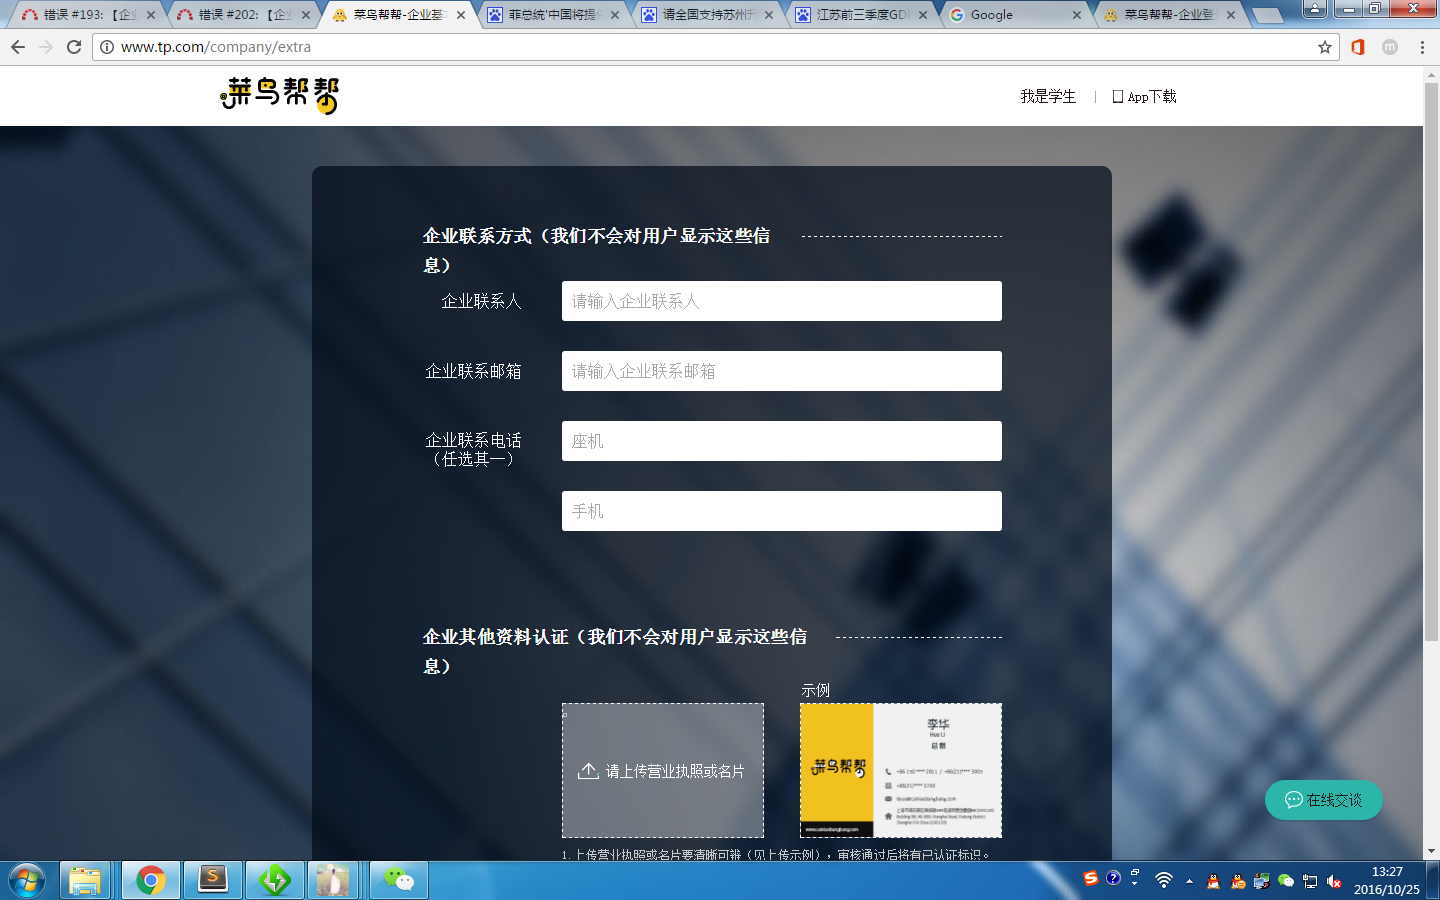 错误 #193: 【企业
错误 #202: 【企业
菜鸟帮帮-企业基本
菲总统'中国将提供
请全国支持苏州升
江苏前三季度GDP
Google
菜鸟帮帮-企业登
www.tp.com/company/extra
菜鸟帮帮
我是学生
App下载
企业联系方式（我们不会对用户显示这些信
息）
企业联系人
请输入企业联系人
企业联系邮箱
请输入企业联系邮箱
企业联系电话
（任选其一）
座机
手机
企业其他资料认证（我们不会对用户显示这些信
息）
示例
请上传营业执照或名片
菜鸟帮帮
李华
Hua Li
总裁
1. 上传营业执照或名片要清晰可辨（见上传示例），审核通过后将有已认证标识。
在线交谈
13:27
2016/10/25